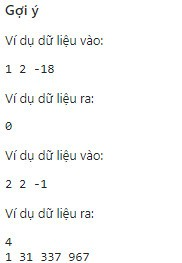 Gợi ý
Ví dụ dữ liệu vào:
1 2 -18
Ví dụ dữ liệu ra:
0
Ví dụ dữ liệu vào:
2 2 -1
Ví dụ dữ liệu ra:
4
1 31 337 967